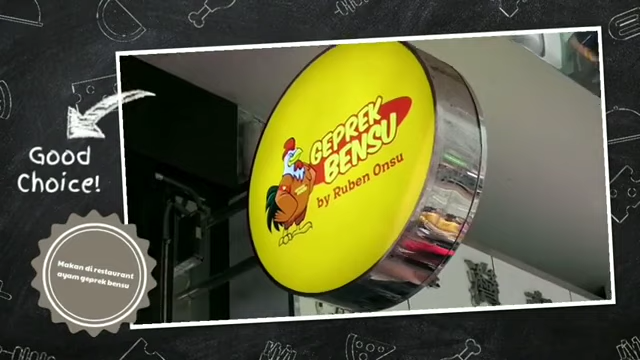 GEPREK
BENSU
by Ruben Onsu
Good
Choice!
Makan di restaurant
ayam geprek bensu